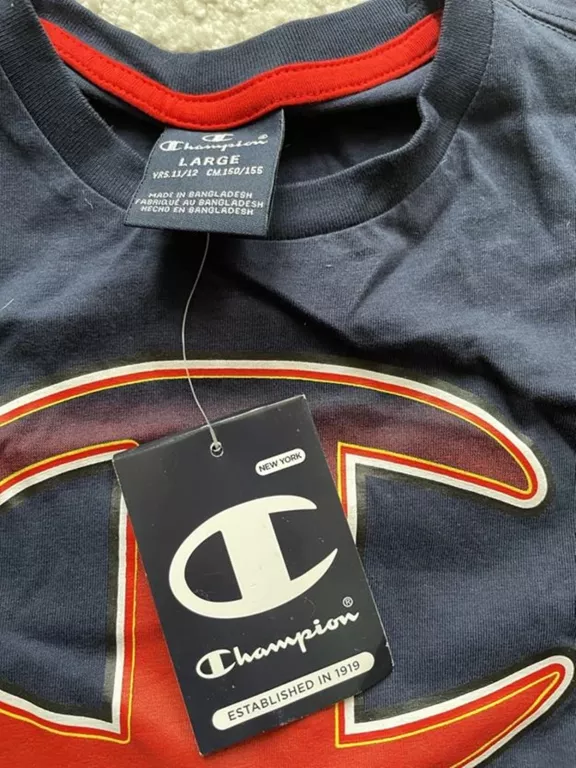 Champion
LARGE
YRS.11/12 CM.150/155
MADE IN BANGLADESH
FABRIQUÉ AU BANGLADESH
HECHO EN BANGLADESH
NEW YORK
Champion®
ESTABLISHED IN 1919